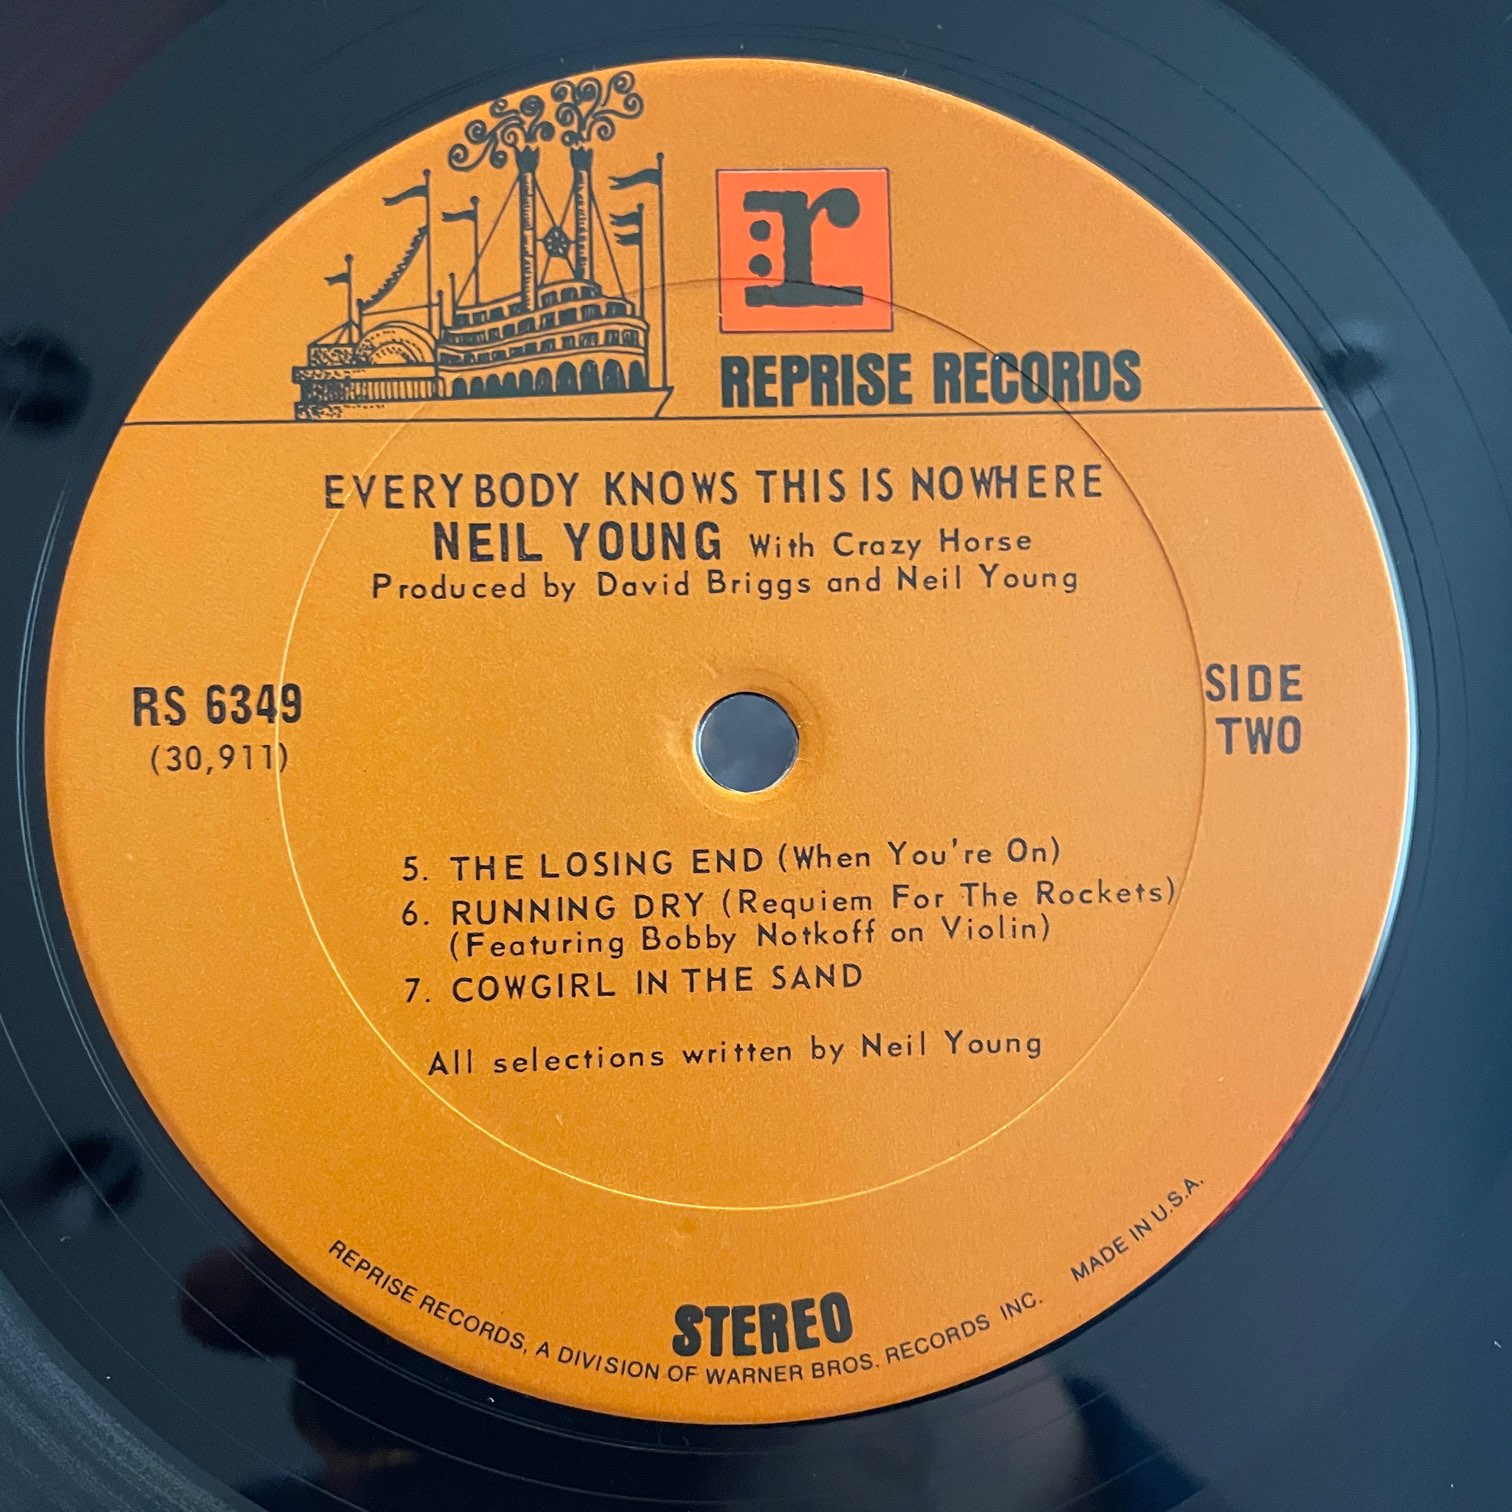 r:
REPRISE RECORDS
EVERYBODY KNOWS THIS IS NOWHERE
NEIL YOUNG With Crazy Horse
Produced by David Briggs and Neil Young
RS 6349
(30,911)
SIDE
TWO
5. THE LOSING END (When You're On)
6. RUNNING DRY (Requiem For The Rockets)
(Featuring Bobby Notkoff on Violin)
7. COWGIRL IN THE SAND
All selections written by Neil Young
STEREO
REPRISE RECORDS, A DIVISION OF WARNER BROS. RECORDS INC. MADE IN U.S.A.